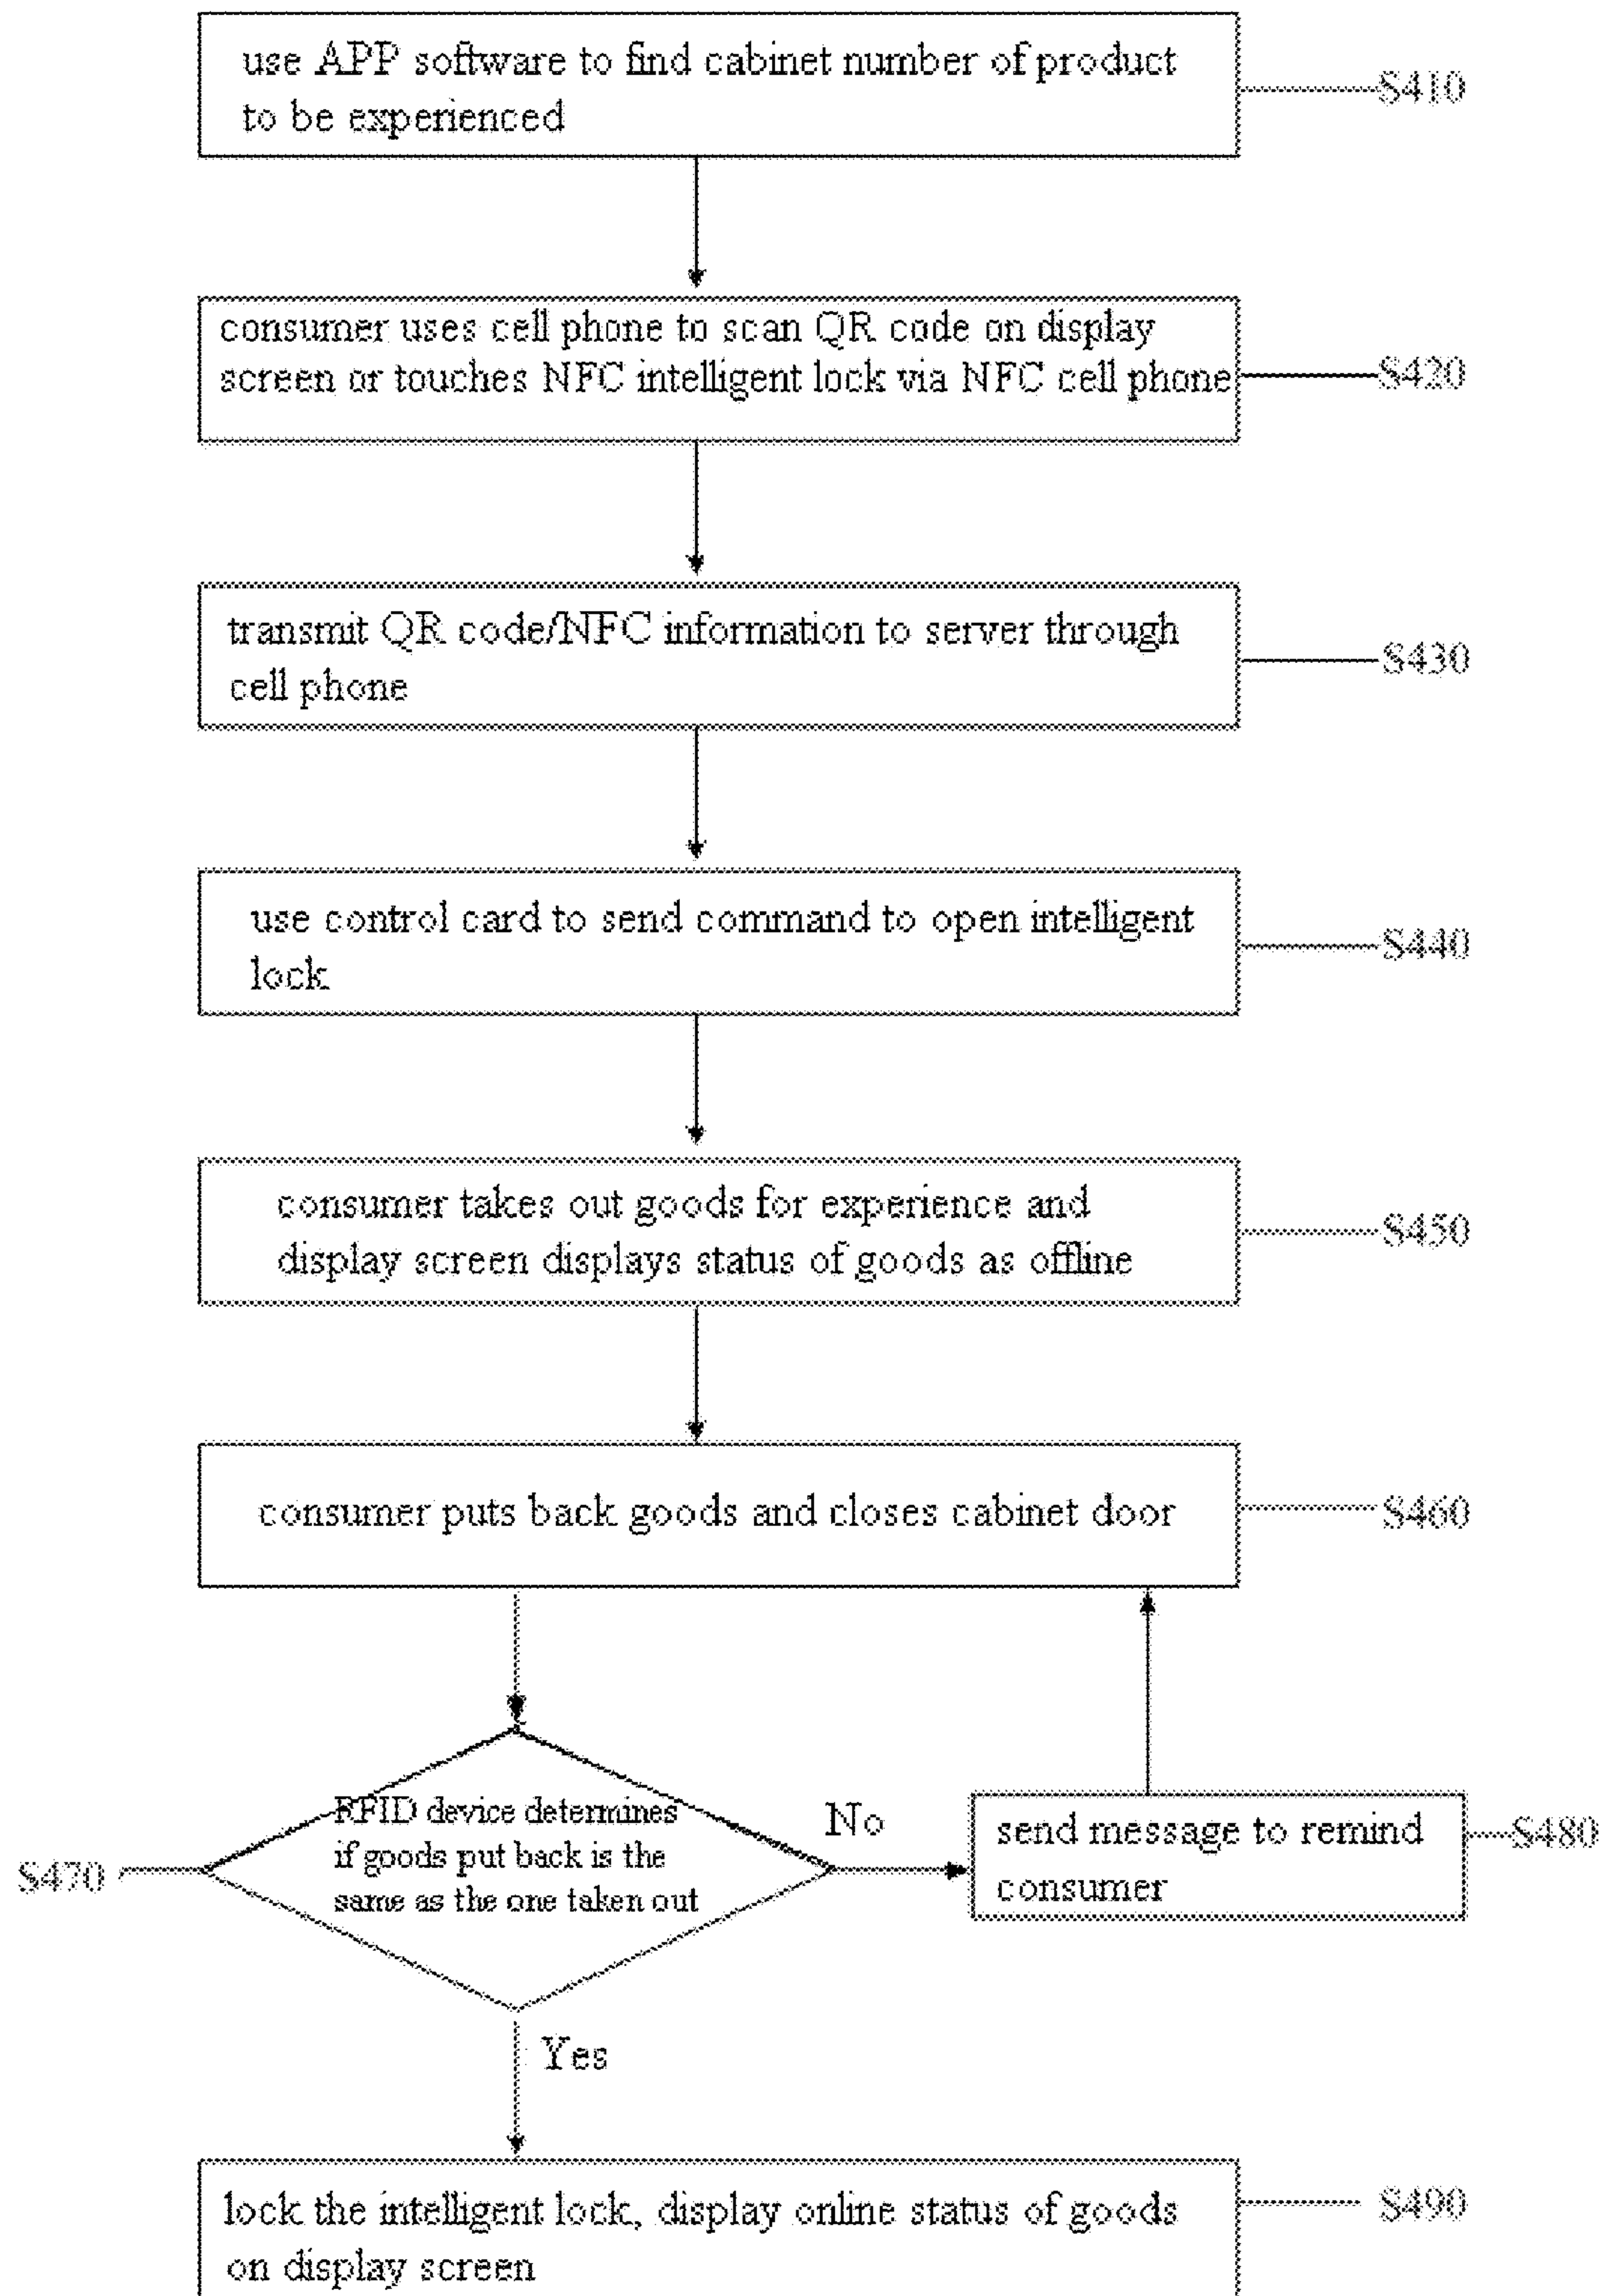 use APP software to find cabinet number of product
to be experienced
S410
consumer uses cell phone to scan QR code on display
screen or touches NFC intelligent lock via NFC cell phone
S420
transmit QR code/NFC information to server through
cell phone
S430
use control card to send command to open intelligent
lock
S440
consumer takes out goods for experience and
display screen displays status of goods as offline
S450
consumer puts back goods and closes cabinet door
S460
RFID device determines
if goods put back is the
same as the one taken out
S470
No
send message to remind
consumer
S480
Yes
lock the intelligent lock, display online status of goods
on display screen
S490